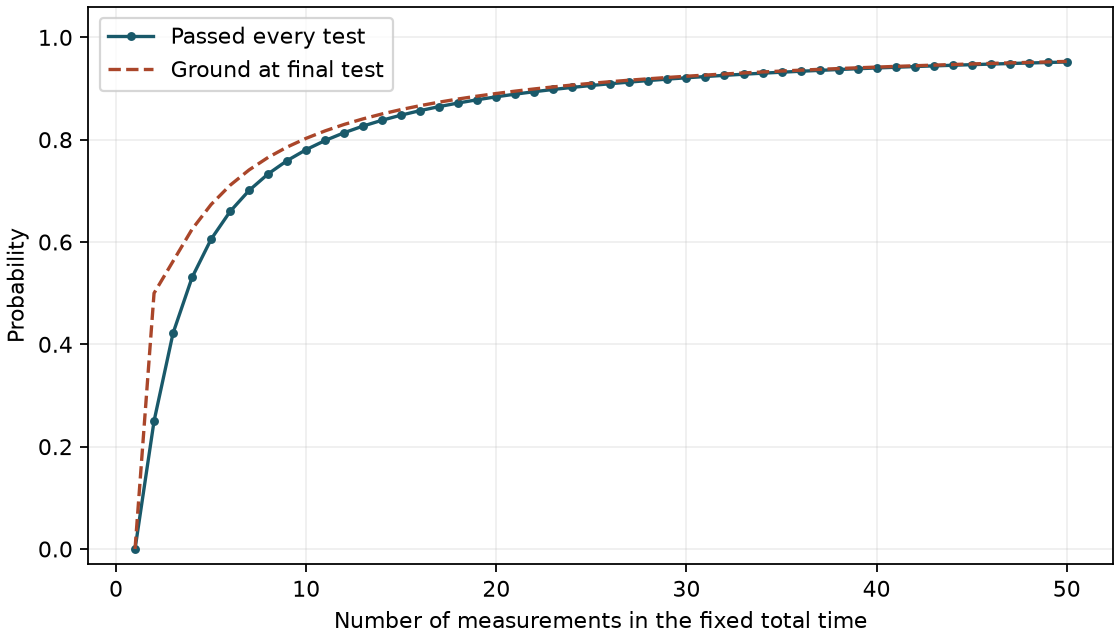 Passed every test
Ground at final test
1.0
0.8
0.6
0.4
0.2
0.0
Probability
0 10 20 30 40 50
Number of measurements in the fixed total time